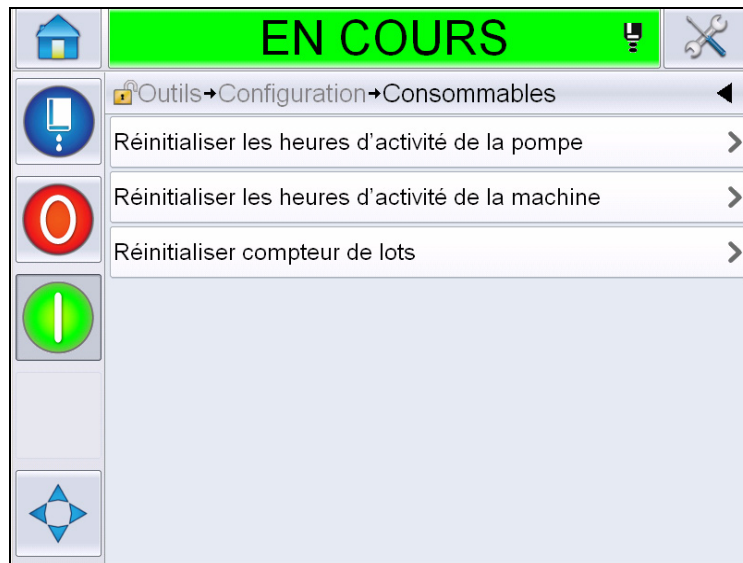 EN COURS
Outils→Configuration→Consommables
Réinitialiser les heures d'activité de la pompe
Réinitialiser les heures d'activité de la machine
Réinitialiser compteur de lots